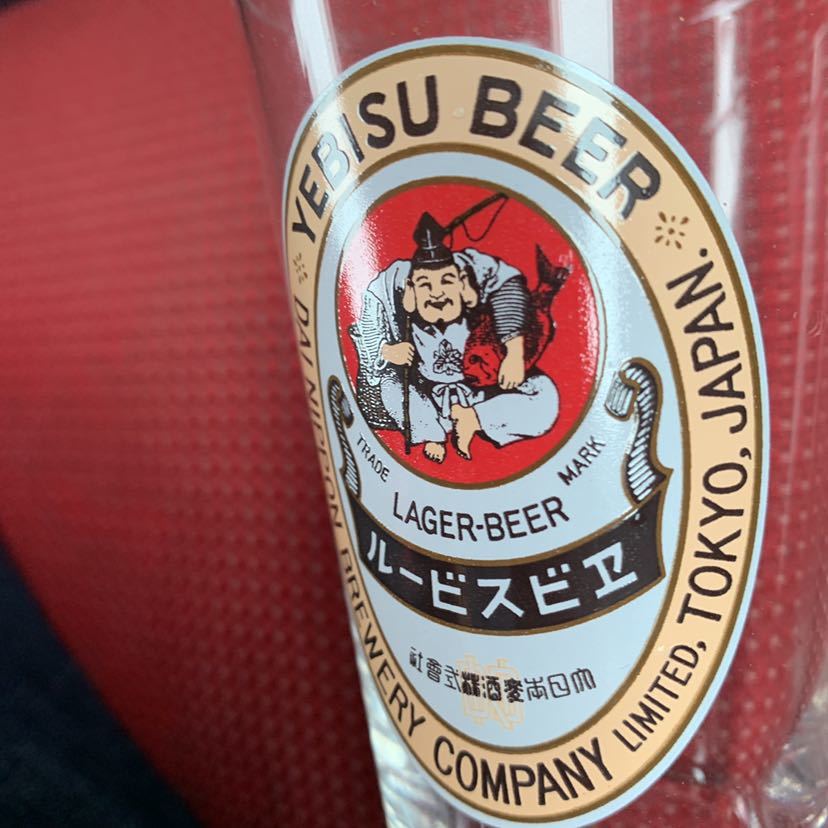 YEBISU BEER
DAI NIPPON BREWERY COMPANY LIMITED, TOKYO, JAPAN.
TRADE MARK
LAGER-BEER
ルービスビヱ
社會式株酒麥本日大